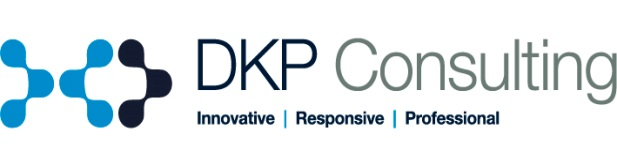 DKP Consulting
Innovative | Responsive | Professional